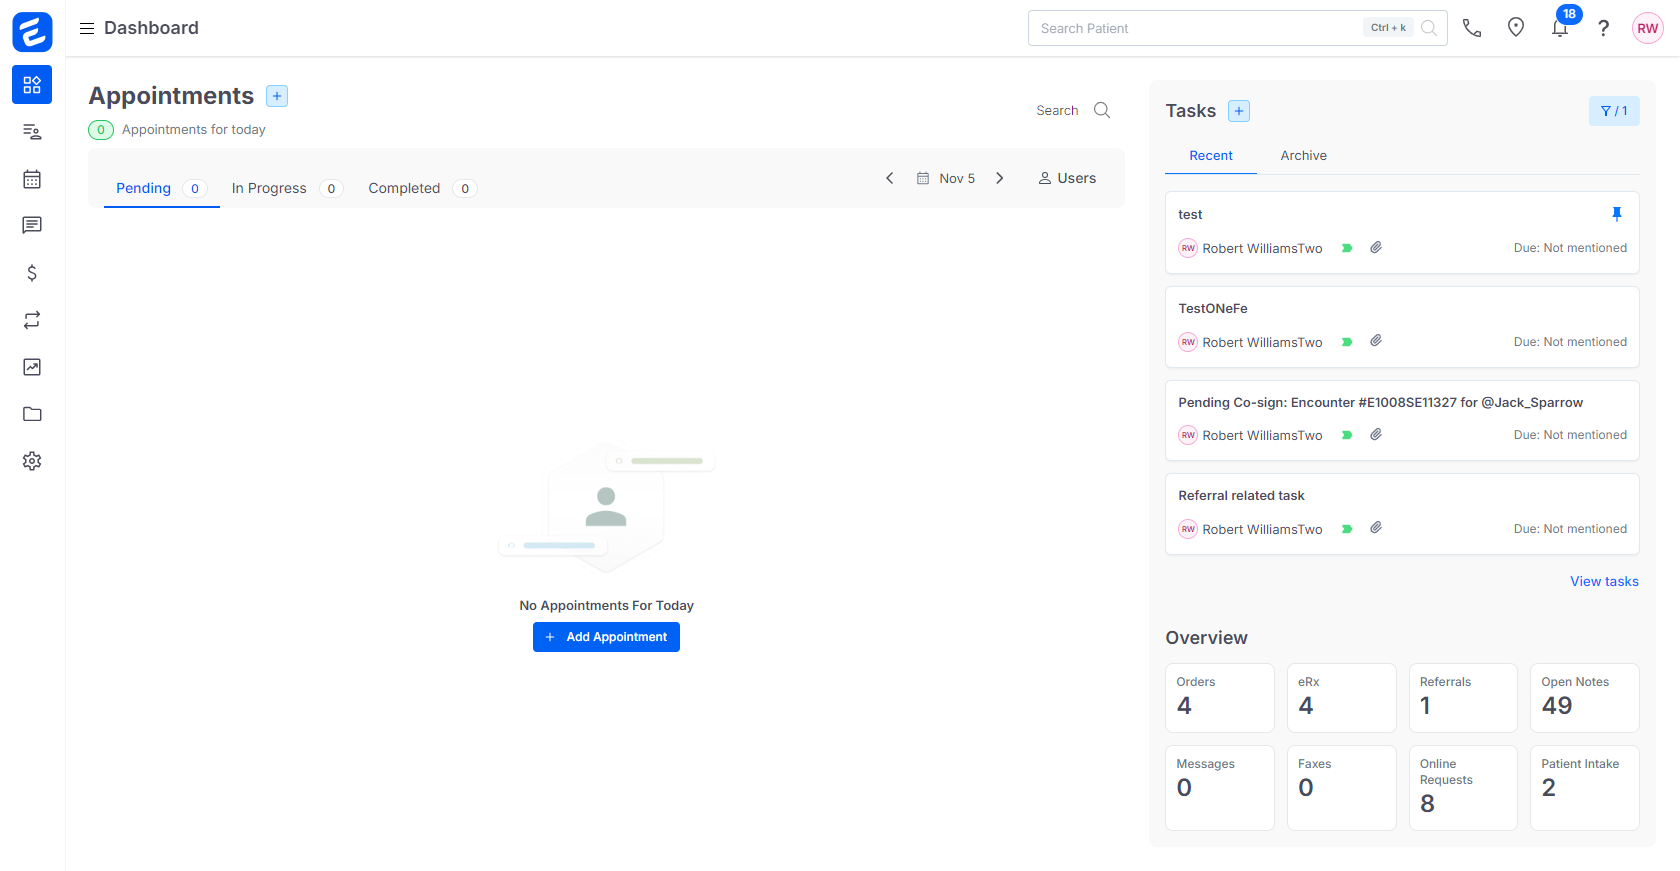 Dashboard
Search Patient
Ctrl + k
18
?
RW
Appointments
+
0 Appointments for today
Search
Pending 0
In Progress 0
Completed 0
Nov 5
Users
No Appointments For Today
+ Add Appointment
Tasks
+
/ 1
Recent
Archive
test
RW Robert WilliamsTwo
Due: Not mentioned
TestONeFe
RW Robert WilliamsTwo
Due: Not mentioned
Pending Co-sign: Encounter #E1008SE11327 for @Jack_Sparrow
RW Robert WilliamsTwo
Due: Not mentioned
Referral related task
RW Robert WilliamsTwo
Due: Not mentioned
View tasks
Overview
Orders
4
eRx
4
Referrals
1
Open Notes
49
Messages
0
Faxes
0
Online
Requests
8
Patient Intake
2